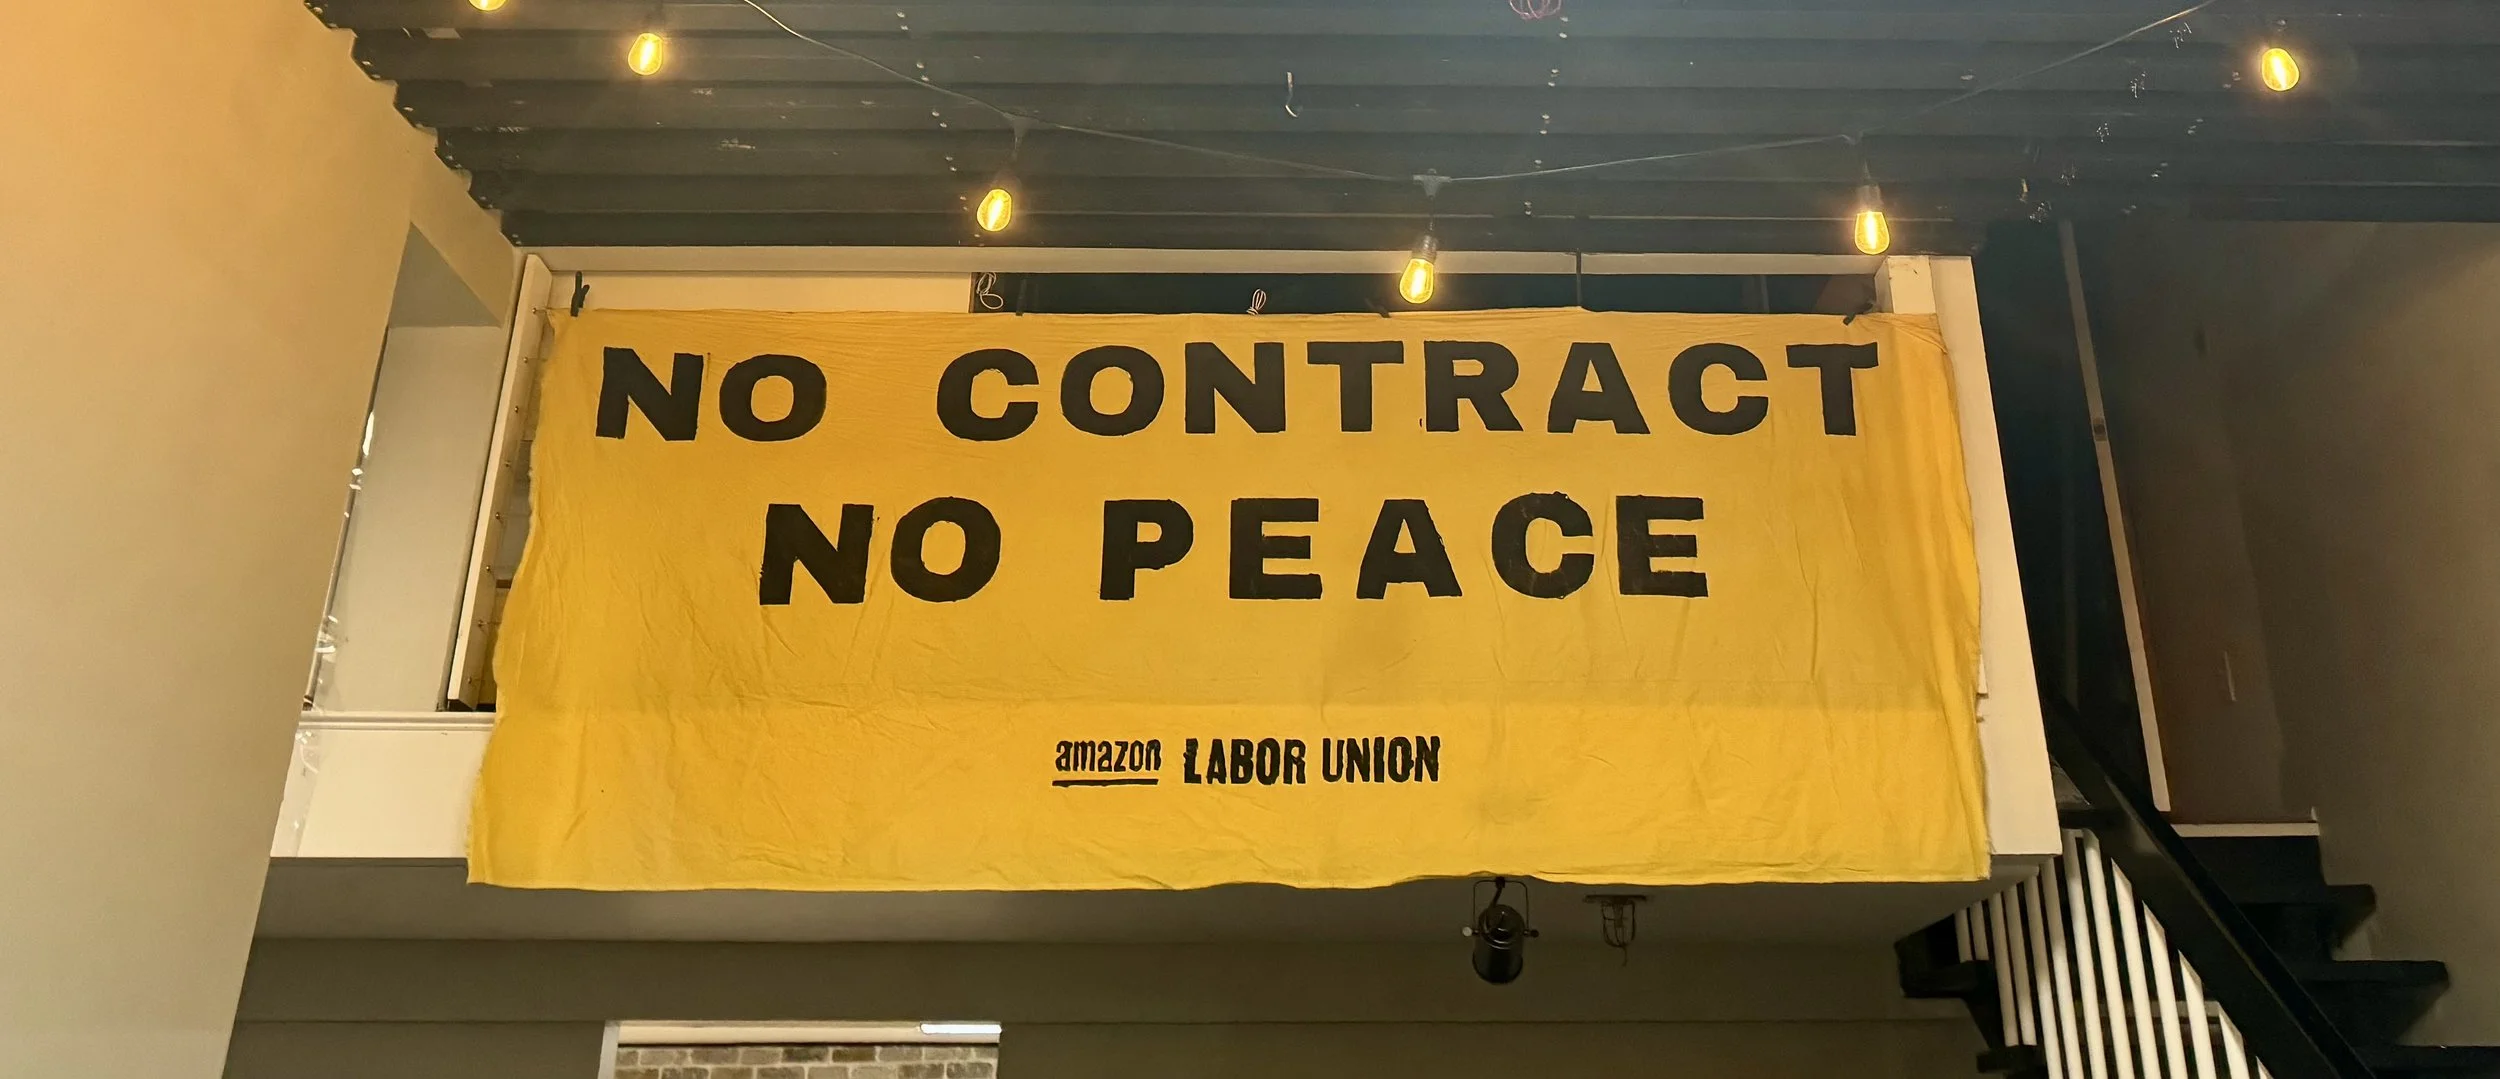 NO CONTRACT
NO PEACE
amazon LABOR UNION